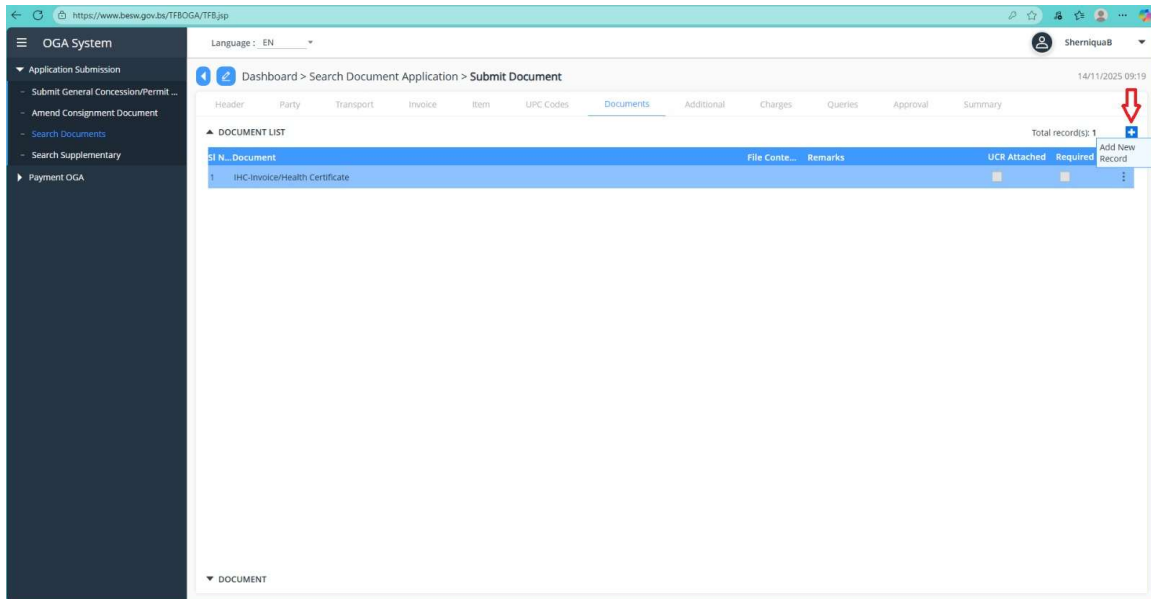 https://www.besw.gov.bs/TFBOGA/TFB.jsp
OGA System
Language : EN
SherniquaB
Application Submission
Submit General Concession/Permit ...
Amend Consignment Document
Search Documents
Search Supplementary
Payment OGA
Dashboard > Search Document Application > Submit Document
14/11/2025 09:19
Header Party Transport Invoice Item UPC Codes Documents Additional Charges Queries Approval Summary
DOCUMENT LIST
Total record(s): 1
Add New
Record
Sl N... Document File Conte... Remarks UCR Attached Required
1 IHC-Invoice/Health Certificate
DOCUMENT